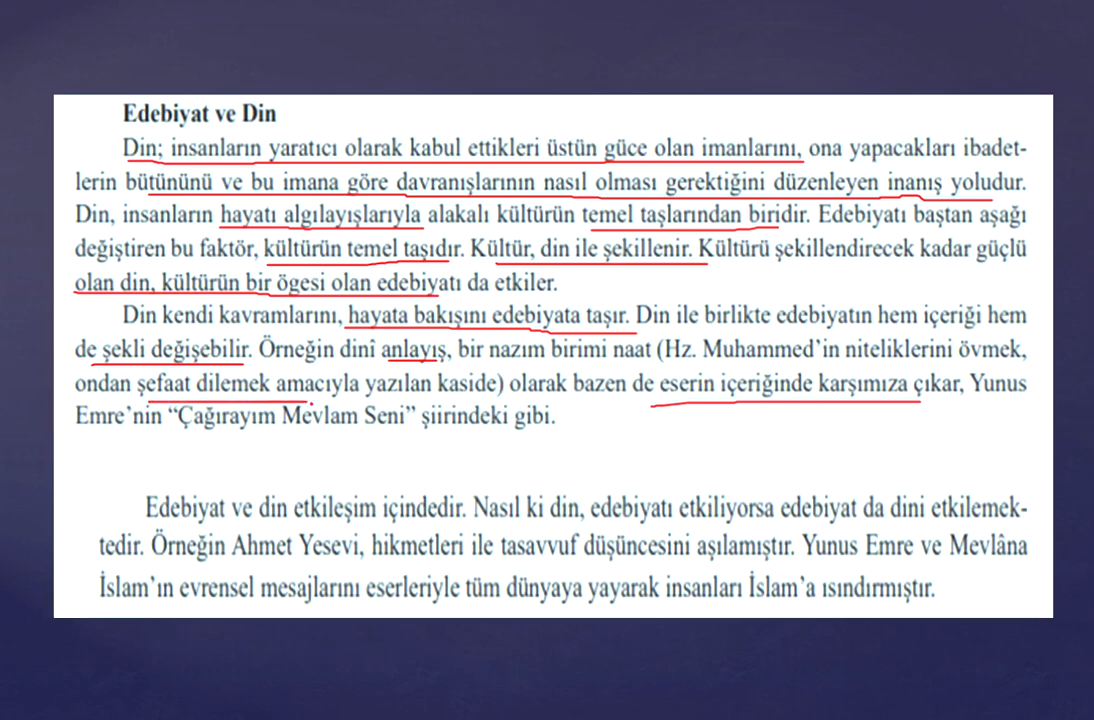 Edebiyat ve Din
Din; insanların yaratıcı olarak kabul ettikleri üstün güce olan imanlarını, ona yapacakları ibadet-
lerin bütününü ve bu imana göre davranışlarının nasıl olması gerektiğini düzenleyen inanış yoludur.
Din, insanların hayatı algılayışlarıyla alakalı kültürün temel taşlarından biridir. Edebiyatı baştan aşağı
değiştiren bu faktör, kültürün temel taşıdır. Kültür, din ile şekillenir. Kültürü şekillendirecek kadar güçlü
olan din, kültürün bir ögesi olan edebiyatı da etkiler.
Din kendi kavramlarını, hayata bakışını edebiyata taşır. Din ile birlikte edebiyatın hem içeriği hem
de şekli değişebilir. Örneğin dinî anlayış, bir nazım birimi naat (Hz. Muhammed’in niteliklerini övmek,
ondan şefaat dilemek amacıyla yazılan kaside) olarak bazen de eserin içeriğinde karşımıza çıkar, Yunus
Emre’nin “Çağırayım Mevlam Seni” şiirindeki gibi.
Edebiyat ve din etkileşim içindedir. Nasıl ki din, edebiyatı etkiliyorsa edebiyat da dini etkilemek-
tedir. Örneğin Ahmet Yesevi, hikmetleri ile tasavvuf düşüncesini aşılamıştır. Yunus Emre ve Mevlâna
İslam’ın evrensel mesajlarını eserleriyle tüm dünyaya yayarak insanları İslam’a ısındırmıştır.